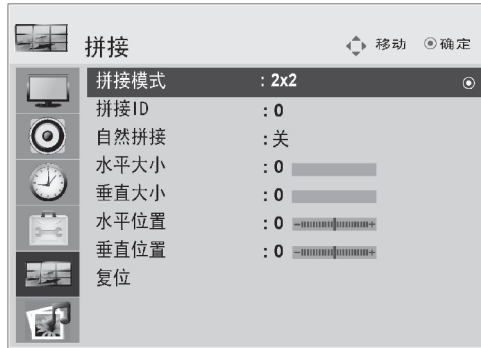 拼接 移动 ⊙确定
拼接模式 : 2x2
拼接ID : 0
自然拼接 : 关
水平大小 : 0
垂直大小 : 0
水平位置 : 0 - +
垂直位置 : 0 - +
复位